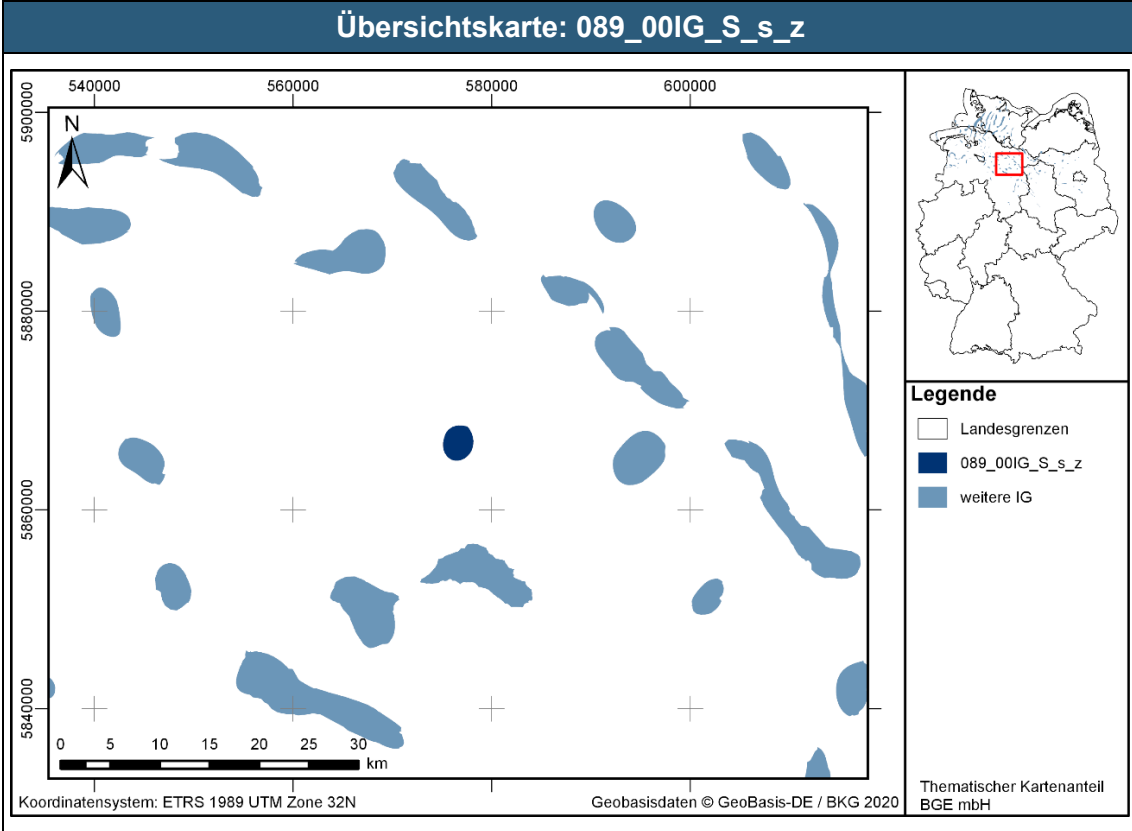 Übersichtskarte: 089_00IG_S_s_z
540000 560000 580000 600000
5900000
N
5880000
5860000
5840000
0 5 10 15 20 25 30
km
Koordinatensystem: ETRS 1989 UTM Zone 32N
Geobasisdaten © GeoBasis-DE / BKG 2020
Legende
Landesgrenzen
089_00IG_S_s_z
weitere IG
Thematischer Kartenanteil
BGE mbH